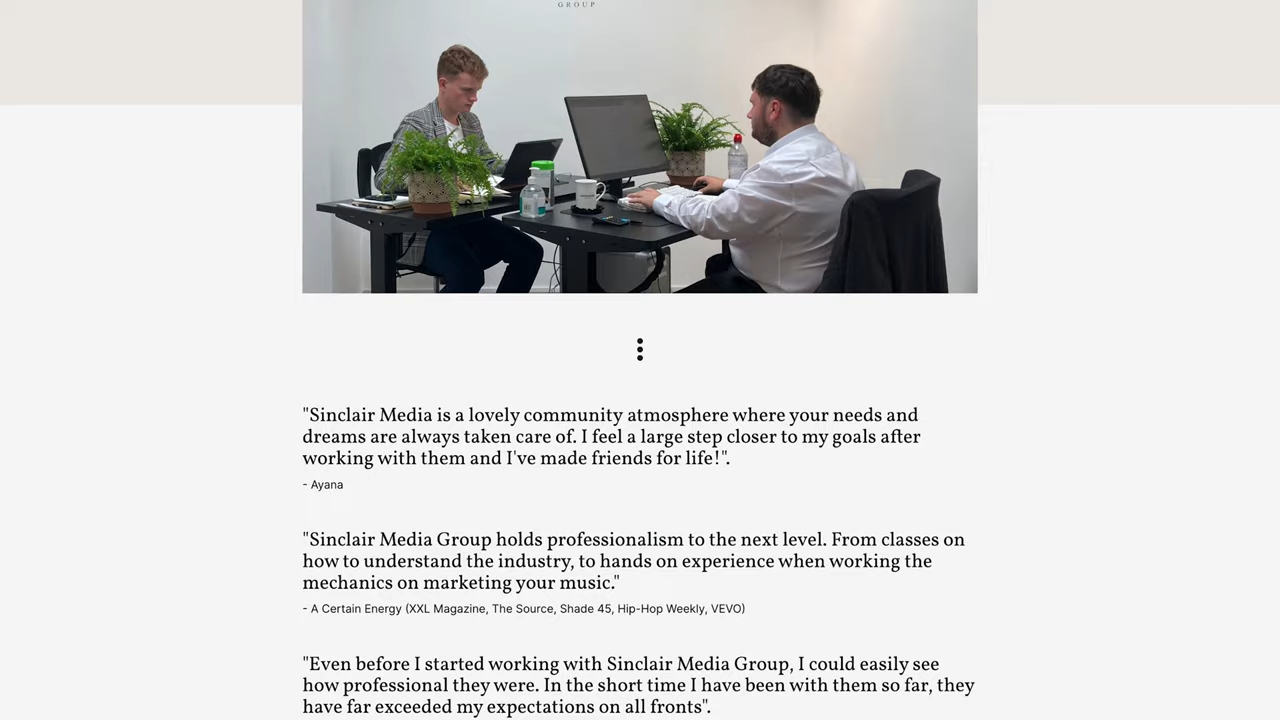 GROUP
"Sinclair Media is a lovely community atmosphere where your needs and
dreams are always taken care of. I feel a large step closer to my goals after
working with them and I've made friends for life!".
- Ayana
"Sinclair Media Group holds professionalism to the next level. From classes on
how to understand the industry, to hands on experience when working the
mechanics on marketing your music."
- A Certain Energy (XXL Magazine, The Source, Shade 45, Hip-Hop Weekly, VEVO)
"Even before I started working with Sinclair Media Group, I could easily see
how professional they were. In the short time I have been with them so far, they
have far exceeded my expectations on all fronts".